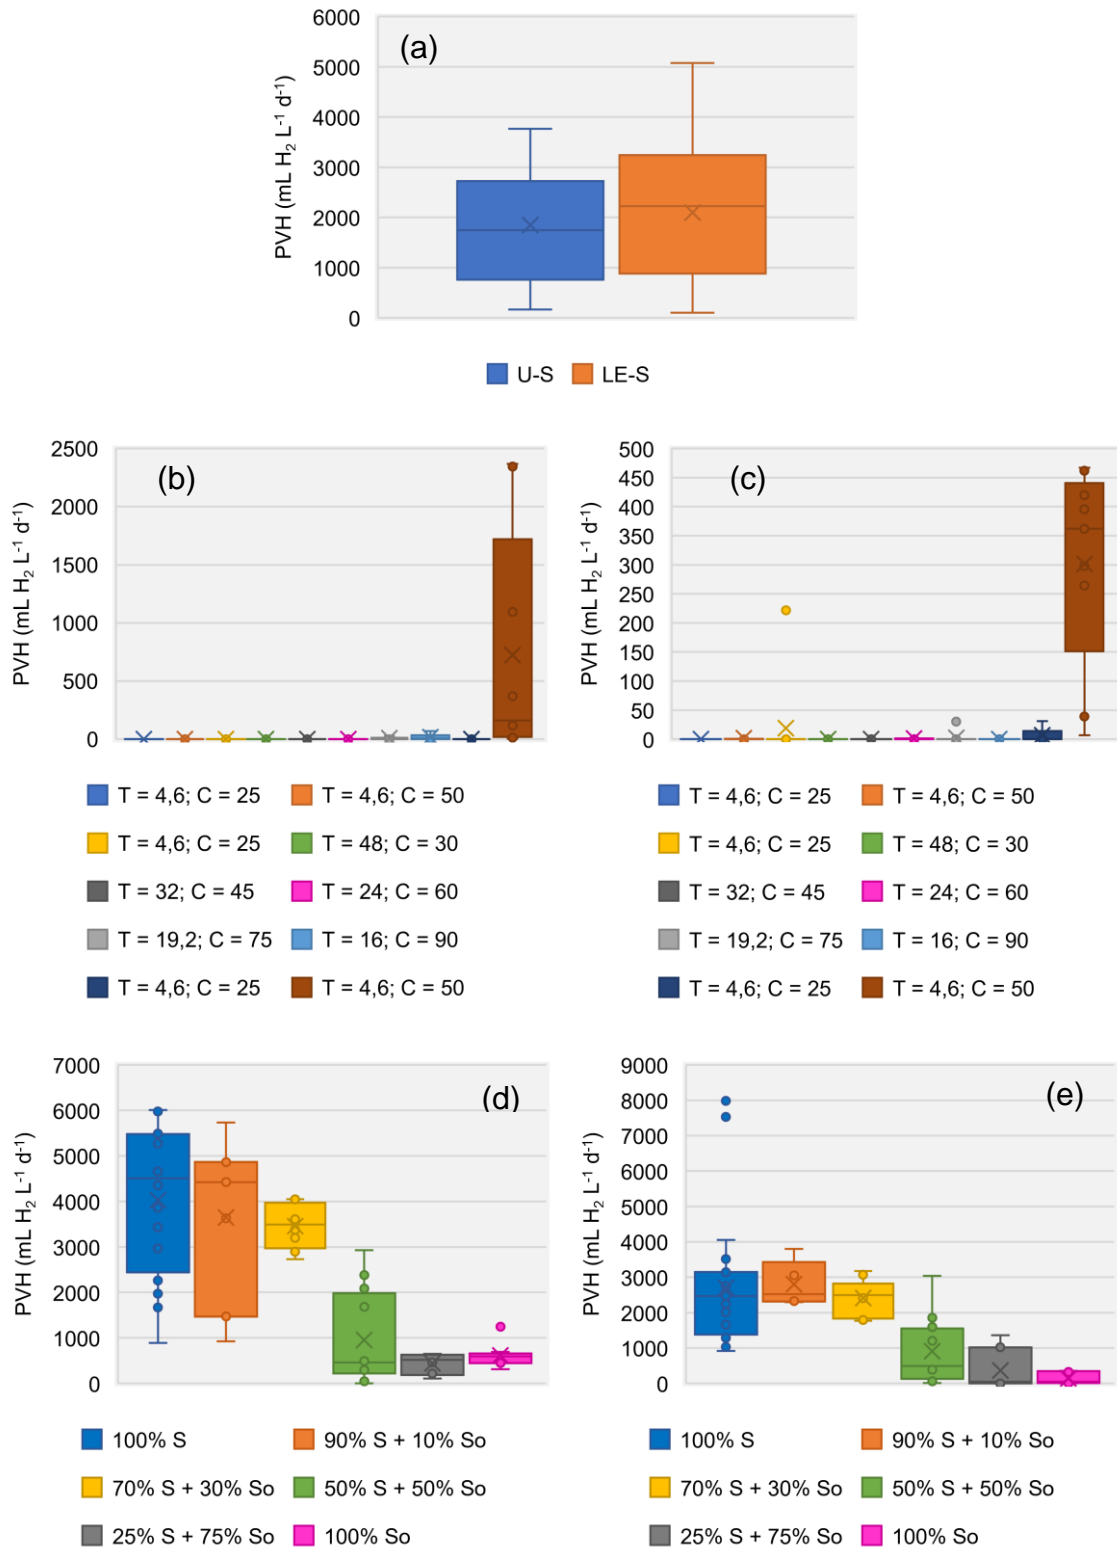 (a)
PVH (mL H₂ L⁻¹ d⁻¹)
6000
5000
4000
3000
2000
1000
0
U-S LE-S
(b)
PVH (mL H₂ L⁻¹ d⁻¹)
2500
2000
1500
1000
500
0
T = 4,6; C = 25 T = 4,6; C = 50
T = 4,6; C = 25 T = 48; C = 30
T = 32; C = 45 T = 24; C = 60
T = 19,2; C = 75 T = 16; C = 90
T = 4,6; C = 25 T = 4,6; C = 50
(c)
PVH (mL H₂ L⁻¹ d⁻¹)
500
450
400
350
300
250
200
150
100
50
0
T = 4,6; C = 25 T = 4,6; C = 50
T = 4,6; C = 25 T = 48; C = 30
T = 32; C = 45 T = 24; C = 60
T = 19,2; C = 75 T = 16; C = 90
T = 4,6; C = 25 T = 4,6; C = 50
(d)
PVH (mL H₂ L⁻¹ d⁻¹)
7000
6000
5000
4000
3000
2000
1000
0
100% S 90% S + 10% So
70% S + 30% So 50% S + 50% So
25% S + 75% So 100% So
(e)
PVH (mL H₂ L⁻¹ d⁻¹)
9000
8000
7000
6000
5000
4000
3000
2000
1000
0
100% S 90% S + 10% So
70% S + 30% So 50% S + 50% So
25% S + 75% So 100% So